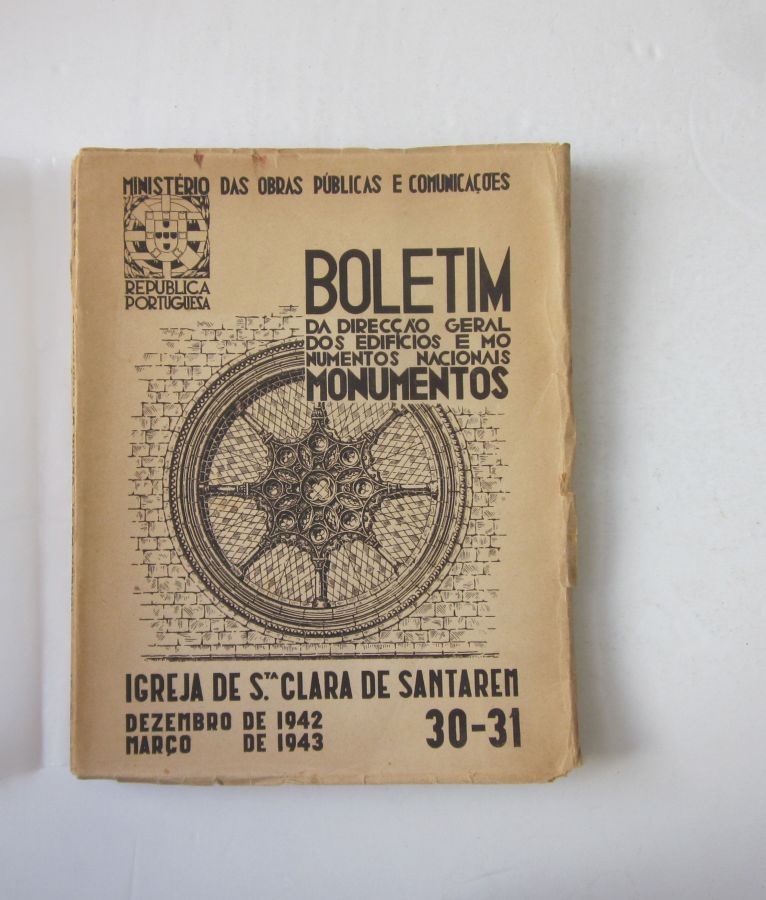 MINISTÉRIO DAS OBRAS PÚBLICAS E COMUNICAÇÕES
REPÚBLICA
PORTUGUESA
BOLETIM
DA DIRECÇÃO GERAL
DOS EDIFÍCIOS E MO
NUMENTOS NACIONAIS
MONUMENTOS
IGREJA DE S.TA CLARA DE SANTAREM
DEZEMBRO DE 1942
MARÇO DE 1943
30-31